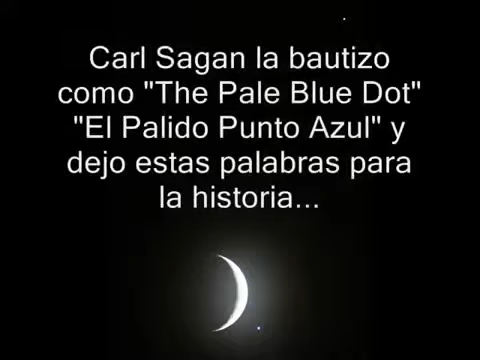 Carl Sagan la bautizo
como "The Pale Blue Dot"
"El Palido Punto Azul" y
dejo estas palabras para
la historia...